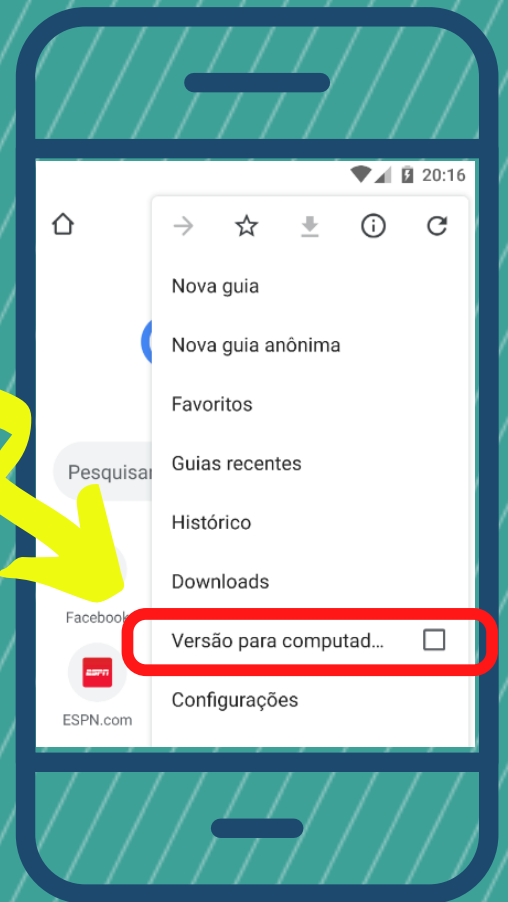 20:16
Nova guia
Nova guia anônima
Favoritos
Pesquisar
Guias recentes
Histórico
Downloads
Facebook
Versão para computad...
ESPN
Configurações
ESPN.com